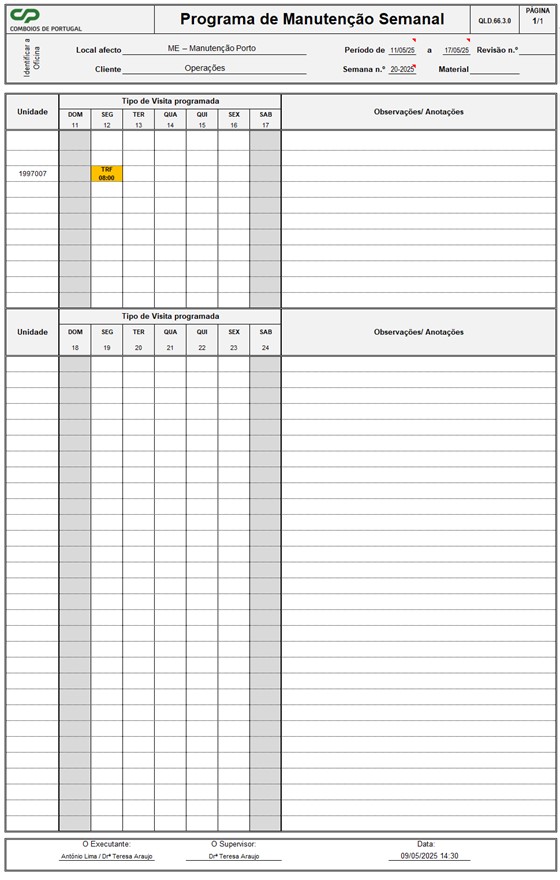 CP
COMBOIOS DE PORTUGAL
Programa de Manutenção Semanal
QLD.66.3.0
PÁGINA
1/1
Identificar a
Oficina
Local afecto ME – Manutenção Porto
Periodo de 11/05/25 a 17/05/25 Revisão n.º
Cliente Operações
Semana n.º 20-2025 Material
Unidade
Tipo de Visita programada
Observações/ Anotações
DOM SEG TER QUA QUI SEX SAB
11 12 13 14 15 16 17
1997007
TRF
08:00
Unidade
Tipo de Visita programada
Observações/ Anotações
DOM SEG TER QUA QUI SEX SAB
18 19 20 21 22 23 24
O Executante: O Supervisor: Data:
António Lima / Drª Teresa Araujo Drª Teresa Araujo 09/05/2025 14:30